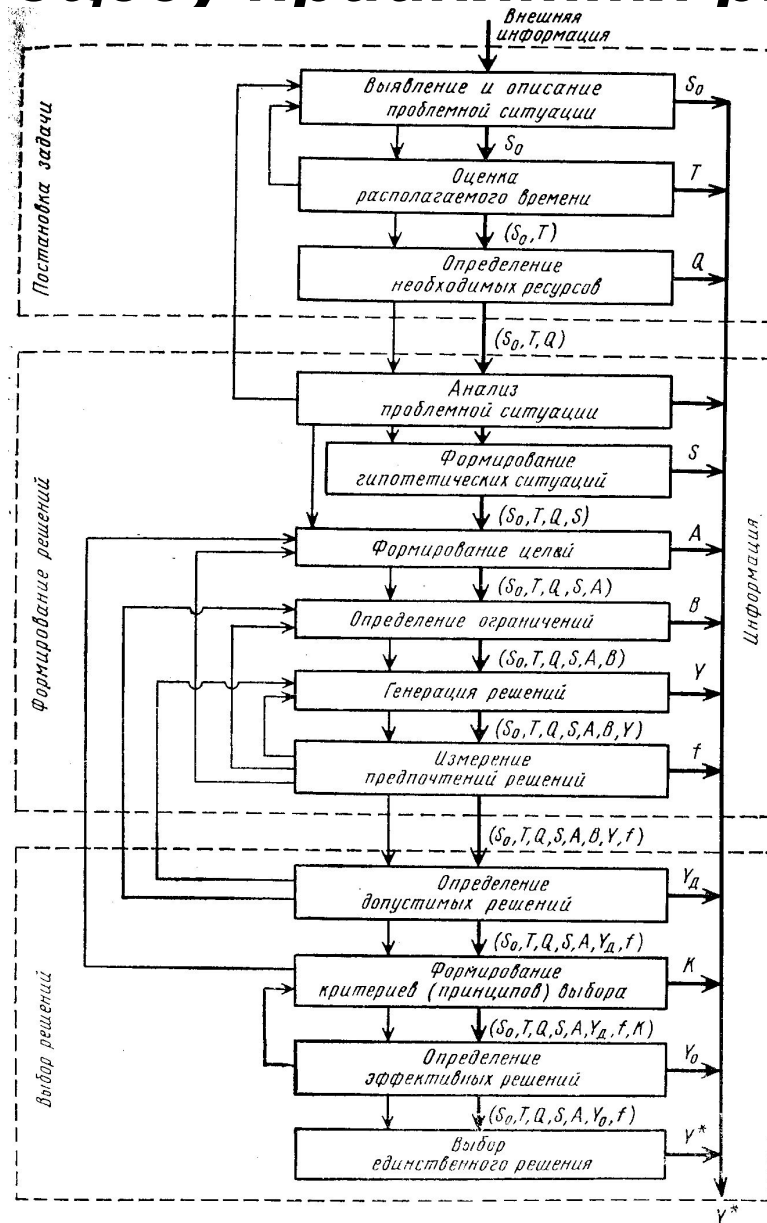 Внешняя
информация
Постановка задачи
Выявление и описание
проблемной ситуации
S₀
S₀
Оценка
располагаемого времени
T
(S₀,T)
Определение
необходимых ресурсов
Q
(S₀,T,Q)
Формирование решений
Анализ
проблемной ситуации
Формирование
гипотетических ситуаций
S
(S₀,T,Q,S)
Формирование целей
A
(S₀,T,Q,S,A)
Определение ограничений
B
(S₀,T,Q,S,A,B)
Генерация решений
Y
(S₀,T,Q,S,A,B,Y)
Измерение
предпочтений решений
f
(S₀,T,Q,S,A,B,Y,f)
Информация
Выбор решений
Определение
допустимых решений
Yд
(S₀,T,Q,S,A,Yд,f)
Формирование
критериев (принципов) выбора
K
(S₀,T,Q,S,A,Yд,f,K)
Определение
эффективных решений
Y₀
(S₀,T,Q,S,A,Y₀,f)
Выбор
единственного решения
Y*
Y*